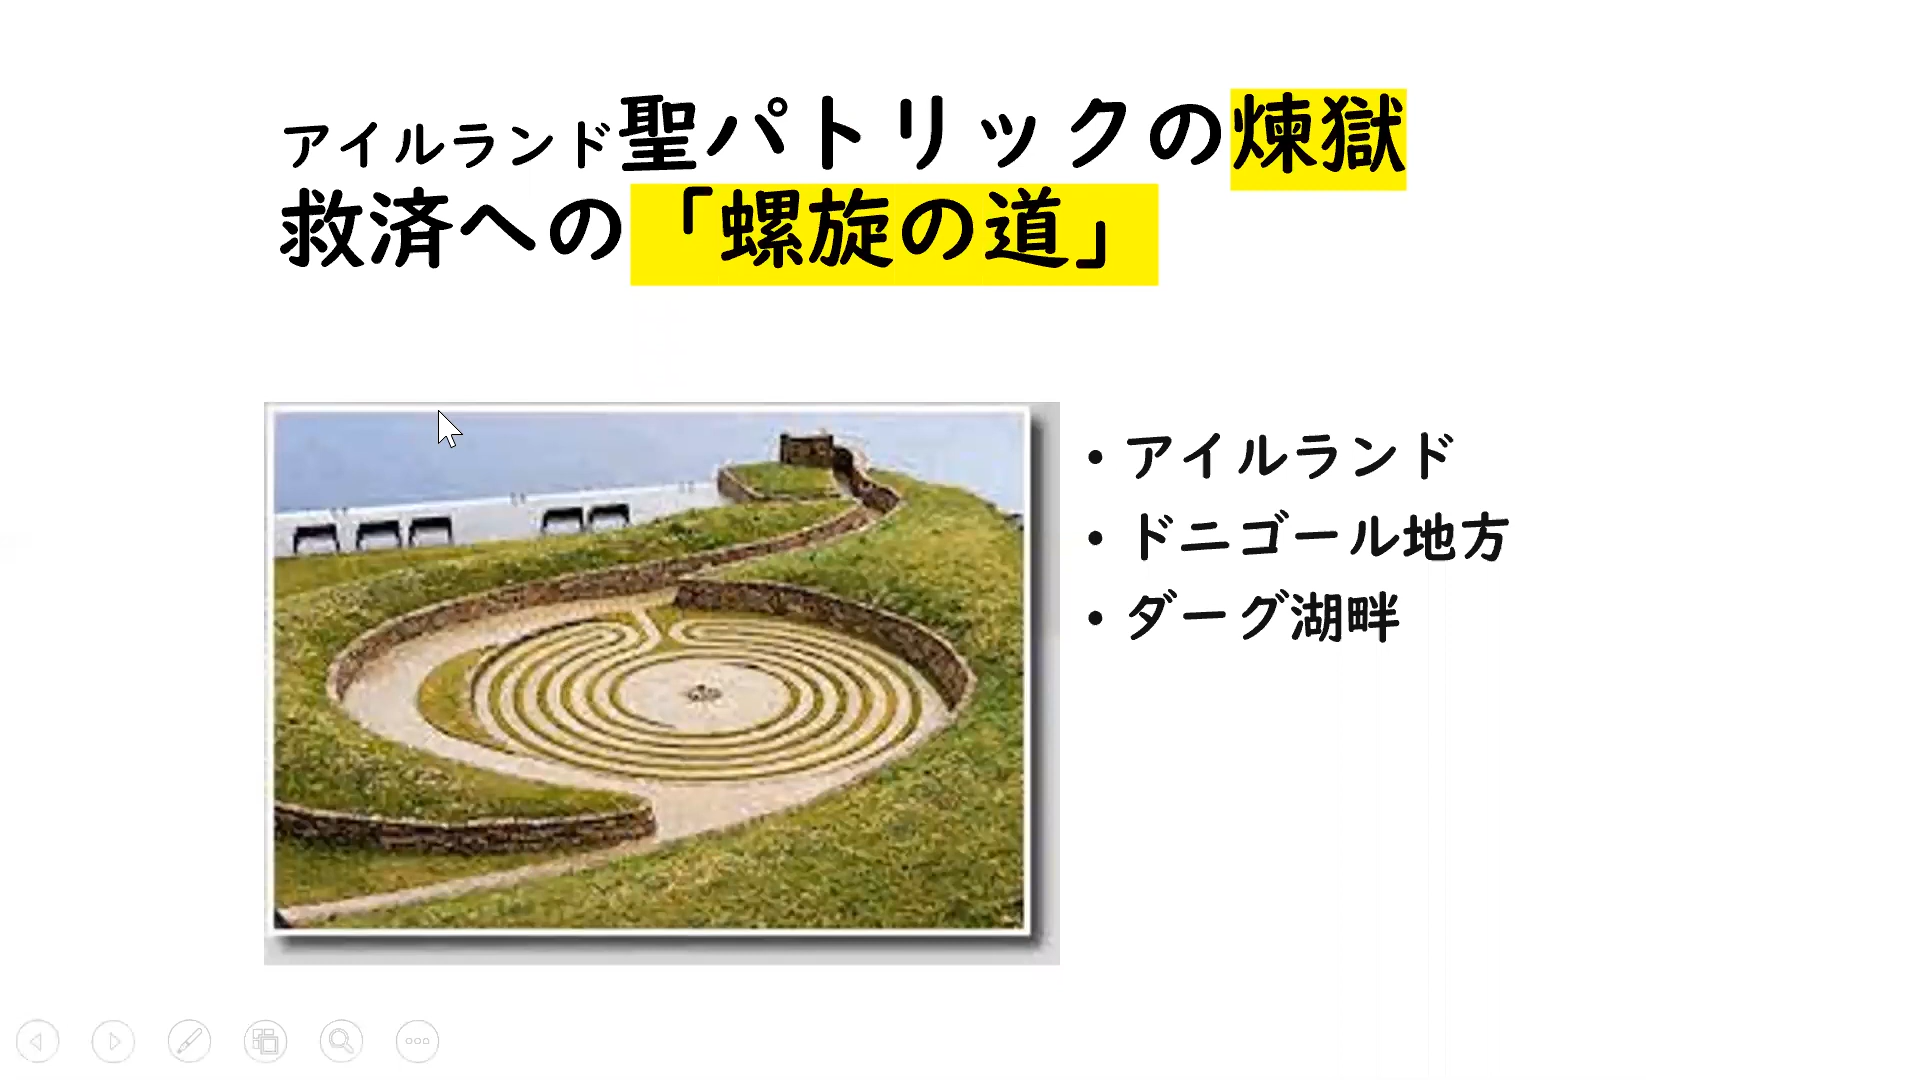 アイルランド聖パトリックの煉獄
救済への「螺旋の道」
・アイルランド
・ドニゴール地方
・ダーグ湖畔